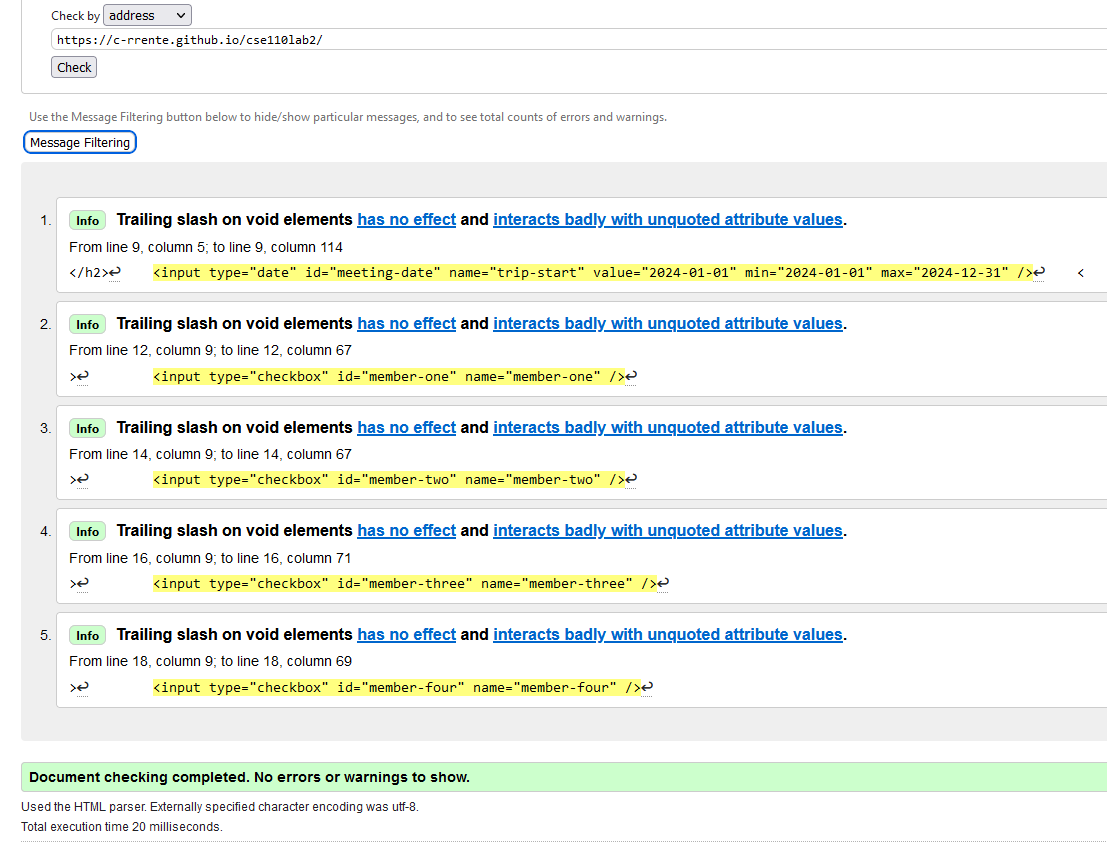 Check by address
https://c-rrente.github.io/cse110lab2/
Check
Use the Message Filtering button below to hide/show particular messages, and to see total counts of errors and warnings.
Message Filtering
1. Info Trailing slash on void elements has no effect and interacts badly with unquoted attribute values.
From line 9, column 5; to line 9, column 114
</h2>↩ <input type="date" id="meeting-date" name="trip-start" value="2024-01-01" min="2024-01-01" max="2024-12-31" />↩ <
2. Info Trailing slash on void elements has no effect and interacts badly with unquoted attribute values.
From line 12, column 9; to line 12, column 67
>↩ <input type="checkbox" id="member-one" name="member-one" />↩
3. Info Trailing slash on void elements has no effect and interacts badly with unquoted attribute values.
From line 14, column 9; to line 14, column 67
>↩ <input type="checkbox" id="member-two" name="member-two" />↩
4. Info Trailing slash on void elements has no effect and interacts badly with unquoted attribute values.
From line 16, column 9; to line 16, column 71
>↩ <input type="checkbox" id="member-three" name="member-three" />↩
5. Info Trailing slash on void elements has no effect and interacts badly with unquoted attribute values.
From line 18, column 9; to line 18, column 69
>↩ <input type="checkbox" id="member-four" name="member-four" />↩
Document checking completed. No errors or warnings to show.
Used the HTML parser. Externally specified character encoding was utf-8.
Total execution time 20 milliseconds.